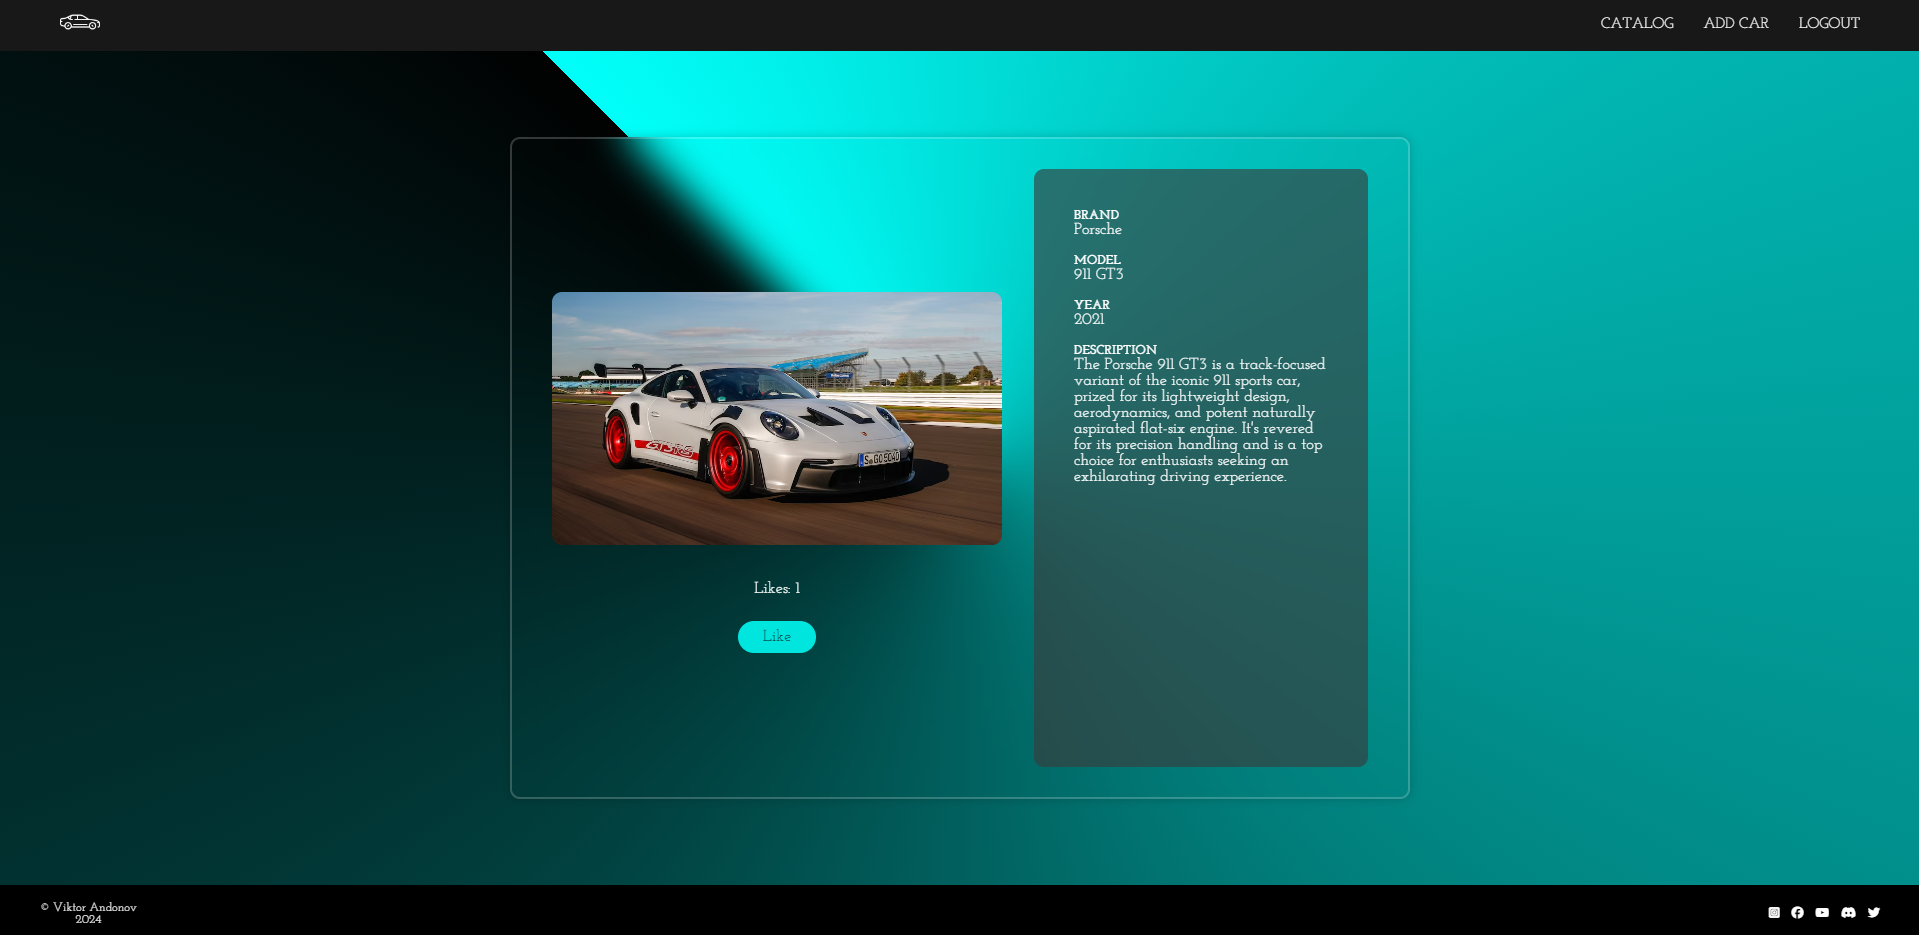 CATALOG ADD CAR LOGOUT
BRAND
Porsche
MODEL
911 GT3
YEAR
2021
DESCRIPTION
The Porsche 911 GT3 is a track-focused
variant of the iconic 911 sports car,
prized for its lightweight design,
aerodynamics, and potent naturally
aspirated flat-six engine. It's revered
for its precision handling and is a top
choice for enthusiasts seeking an
exhilarating driving experience.
GT3 RS
Likes: 1
Like
© Viktor Andonov
2024